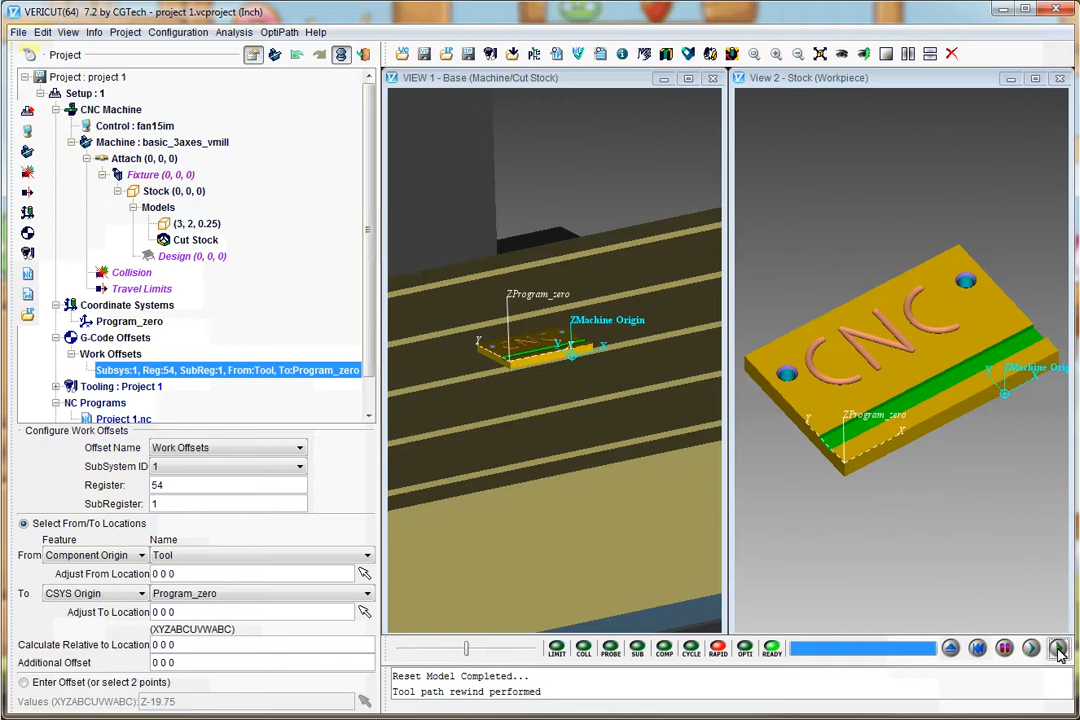 VERICUT(64)  7.2 by CGTech - project 1.vcproject (Inch)
File Edit View Info Project Configuration Analysis OptiPath Help
Project
Project : project 1
Setup : 1
CNC Machine
Control : fan15im
Machine : basic_3axes_vmill
Attach (0, 0, 0)
Fixture (0, 0, 0)
Stock (0, 0, 0)
Models
(3, 2, 0.25)
Cut Stock
Design (0, 0, 0)
Collision
Travel Limits
Coordinate Systems
Program_zero
G-Code Offsets
Work Offsets
Subsys:1, Reg:54, SubReg:1, From:Tool, To:Program_zero
Tooling : Project 1
NC Programs
Project 1.nc
Configure Work Offsets
Offset Name Work Offsets
SubSystem ID 1
Register: 54
SubRegister: 1
Select From/To Locations
Feature Name
From Component Origin Tool
Adjust From Location 0 0 0
To CSYS Origin Program_zero
Adjust To Location 0 0 0
(XYZABCUVWABC)
Calculate Relative to Location 0 0 0
Additional Offset 0 0 0
Enter Offset (or select 2 points)
Values (XYZABCUVWABC): Z-19.75
VIEW 1 - Base (Machine/Cut Stock)
ZProgram_zero
ZMachine Origin
Y
Y X X
View 2 - Stock (Workpiece)
CNC
ZMachine Orig
Y X
ZProgram_zero
Y X
LIMIT COLL PROBE SUB COMP CYCLE RAPID OPTI READY
Reset Model Completed...
Tool path rewind performed